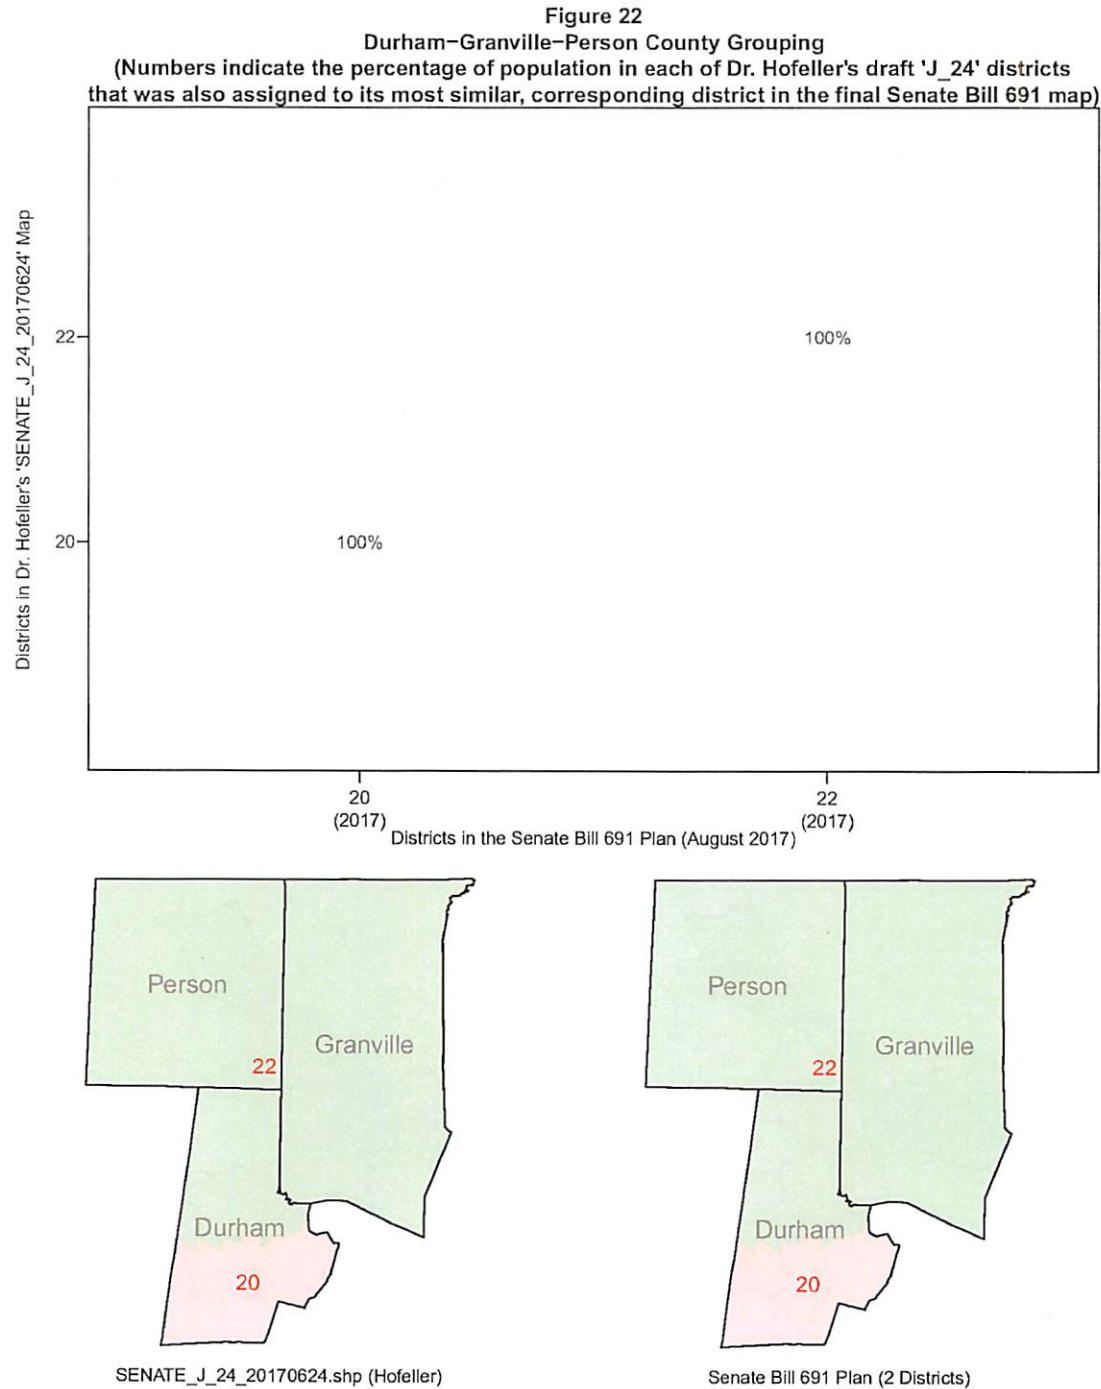 Figure 22
Durham−Granville−Person County Grouping
(Numbers indicate the percentage of population in each of Dr. Hofeller's draft 'J_24' districts
that was also assigned to its most similar, corresponding district in the final Senate Bill 691 map)
Districts in Dr. Hofeller's 'SENATE_J_24_20170624' Map
22
100%
20
100%
20
(2017)
22
(2017)
Districts in the Senate Bill 691 Plan (August 2017)
Person
Granville
22
Durham
20
SENATE_J_24_20170624.shp (Hofeller)
Person
Granville
22
Durham
20
Senate Bill 691 Plan (2 Districts)